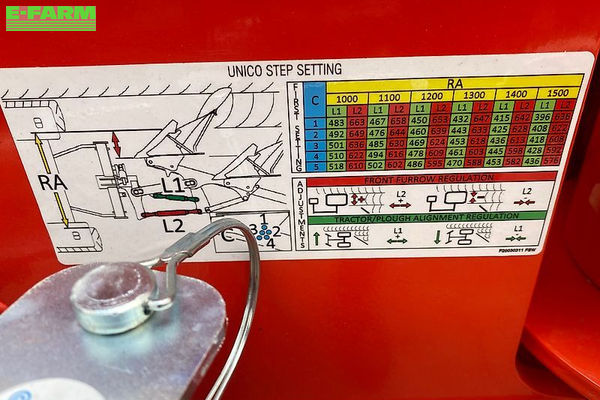 E-FARM
UNICO STEP SETTING
FIRST SETTING
C
RA
1000 1100 1200 1300 1400 1500
L1 L2 L1 L2 L1 L2 L1 L2 L1 L2 L1 L2
1 483 663 467 658 450 653 432 647 415 642 396 636
2 492 649 476 644 460 639 443 633 425 628 408
3 501 636 485 630 469 624 453 618 436 613 418
4 510 622 494 616 478 609 461 603 445 598 428
5 518 610 502 602 486 470 588 453 582 436 576
RA
L1
L2
C
1
3 2
4
ADJUSTMENTS
FRONT FURROW REGULATION
L2 L2
TRACTOR/PLOUGH ALIGNMENT REGULATION
L1 L1